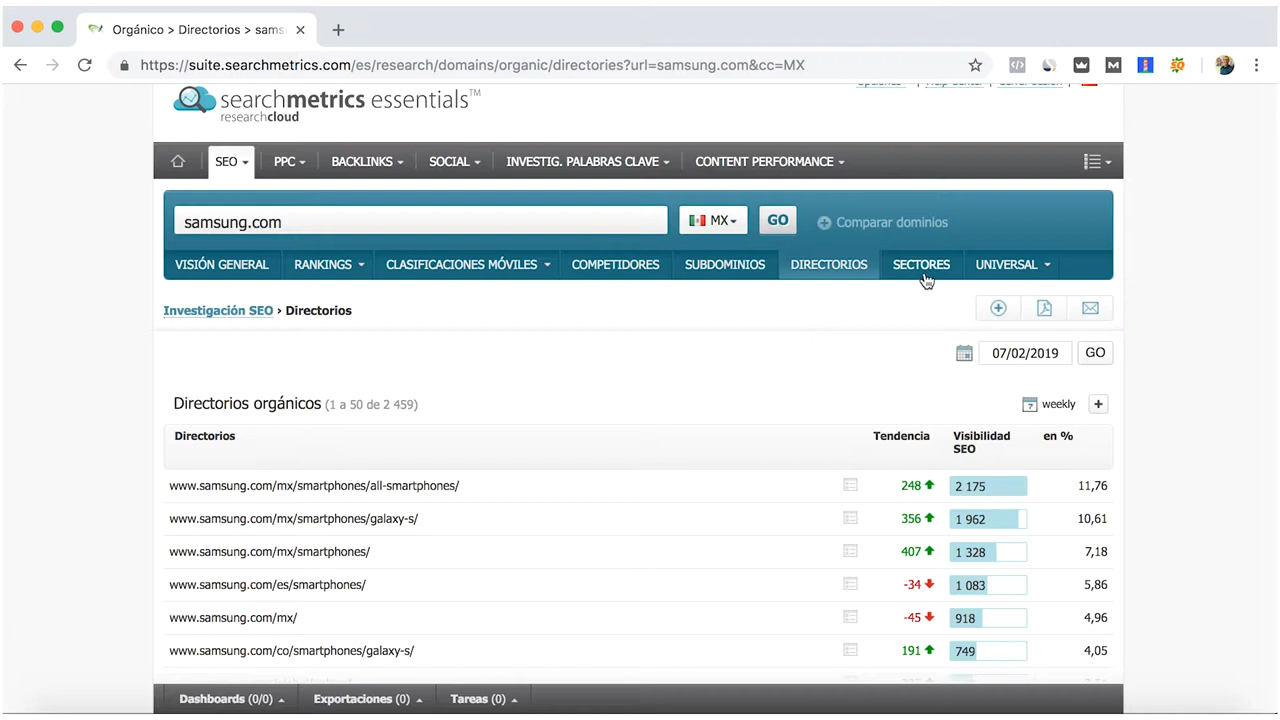 Orgánico > Directorios > sams
https://suite.searchmetrics.com/es/research/domains/organic/directories?url=samsung.com&cc=MX
searchmetrics essentials™
researchcloud
SEO PPC BACKLINKS SOCIAL INVESTIG. PALABRAS CLAVE CONTENT PERFORMANCE
samsung.com MX GO Comparar dominios
VISIÓN GENERAL RANKINGS CLASIFICACIONES MÓVILES COMPETIDORES SUBDOMINIOS DIRECTORIOS SECTORES UNIVERSAL
Investigación SEO › Directorios
07/02/2019 GO
Directorios orgánicos (1 a 50 de 2 459) weekly
Directorios Tendencia Visibilidad SEO en %
www.samsung.com/mx/smartphones/all-smartphones/ 248 2 175 11,76
www.samsung.com/mx/smartphones/galaxy-s/ 356 1 962 10,61
www.samsung.com/mx/smartphones/ 407 1 328 7,18
www.samsung.com/es/smartphones/ -34 1 083 5,86
www.samsung.com/mx/ -45 918 4,96
www.samsung.com/co/smartphones/galaxy-s/ 191 749 4,05
Dashboards (0/0) Exportaciones (0) Tareas (0)